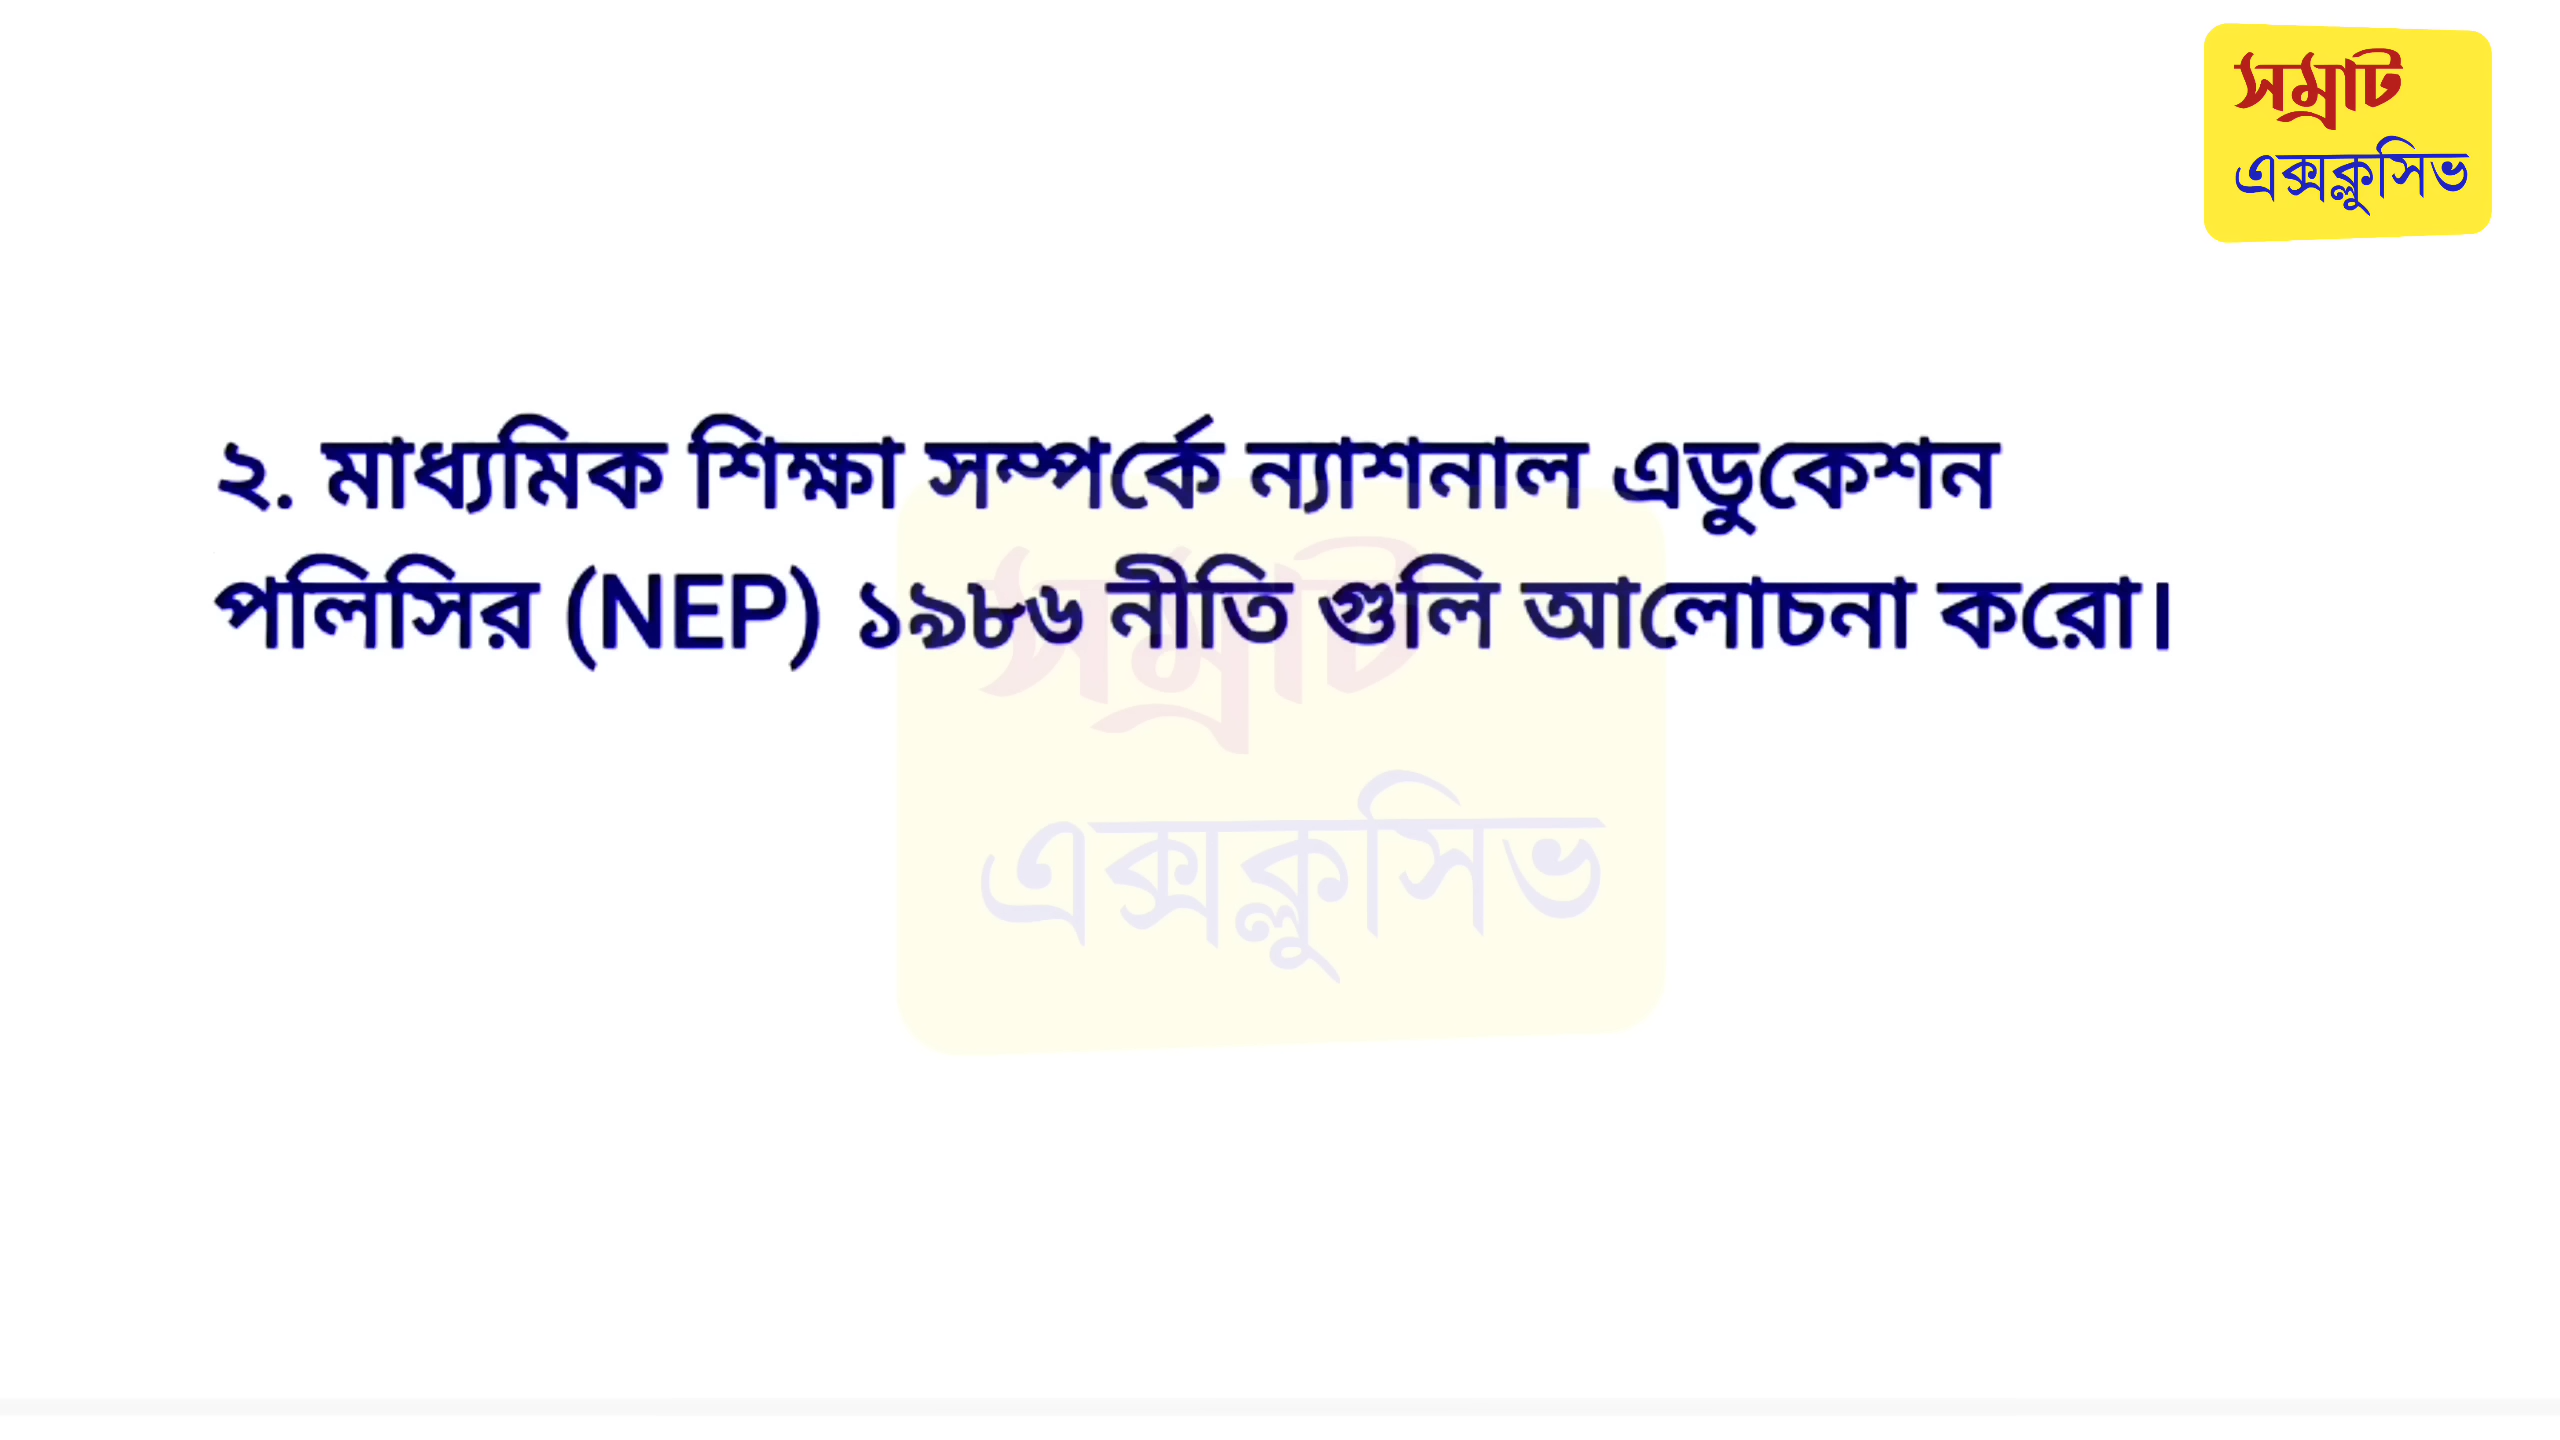 সম্রাট
এক্সক্লুসিভ
২. মাধ্যমিক শিক্ষা সম্পর্কে ন্যাশনাল এডুকেশন
পলিসির (NEP) ১৯৮৬ নীতি গুলি আলোচনা করো।
সম্রাট
এক্সক্লুসিভ